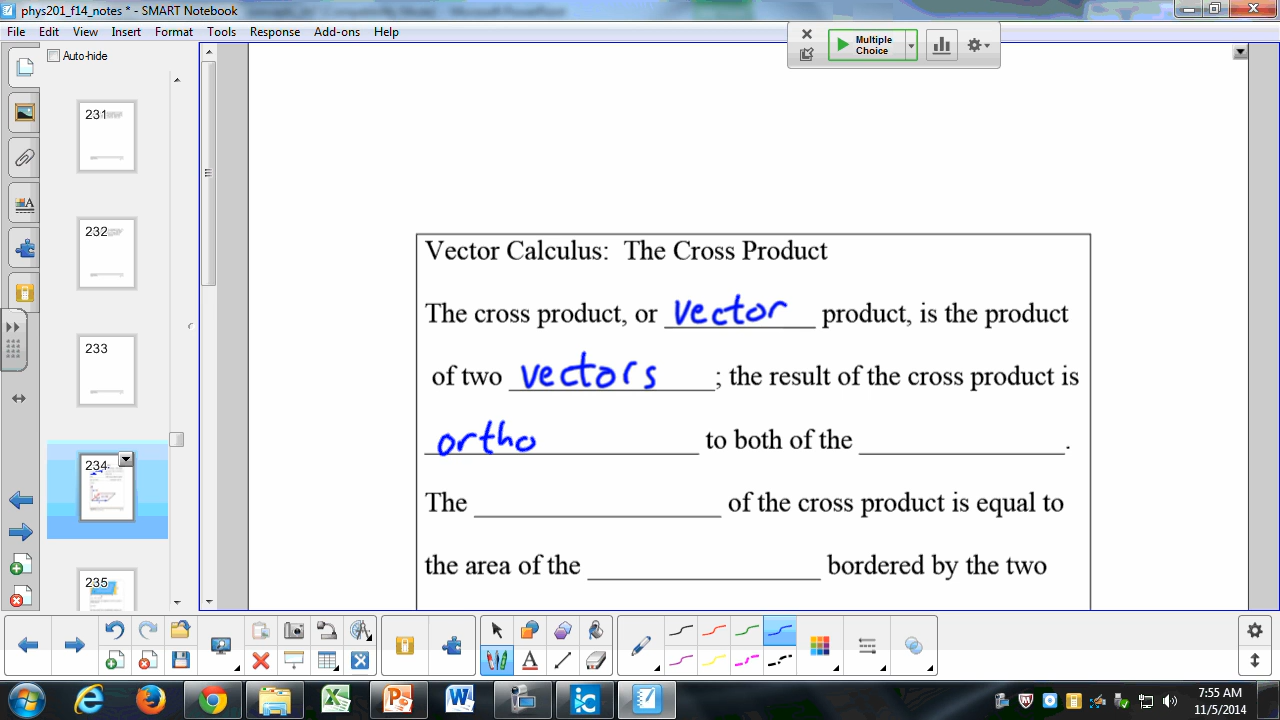 phys201_f14_notes * - SMART Notebook
File Edit View Insert Format Tools Response Add-ons Help
Auto-hide
Multiple
Choice
231
232
233
234
235
Vector Calculus: The Cross Product
The cross product, or vector product, is the product
of two vectors; the result of the cross product is
ortho to both of the ____________.
The ____________ of the cross product is equal to
the area of the ____________ bordered by the two
7:55 AM
11/5/2014